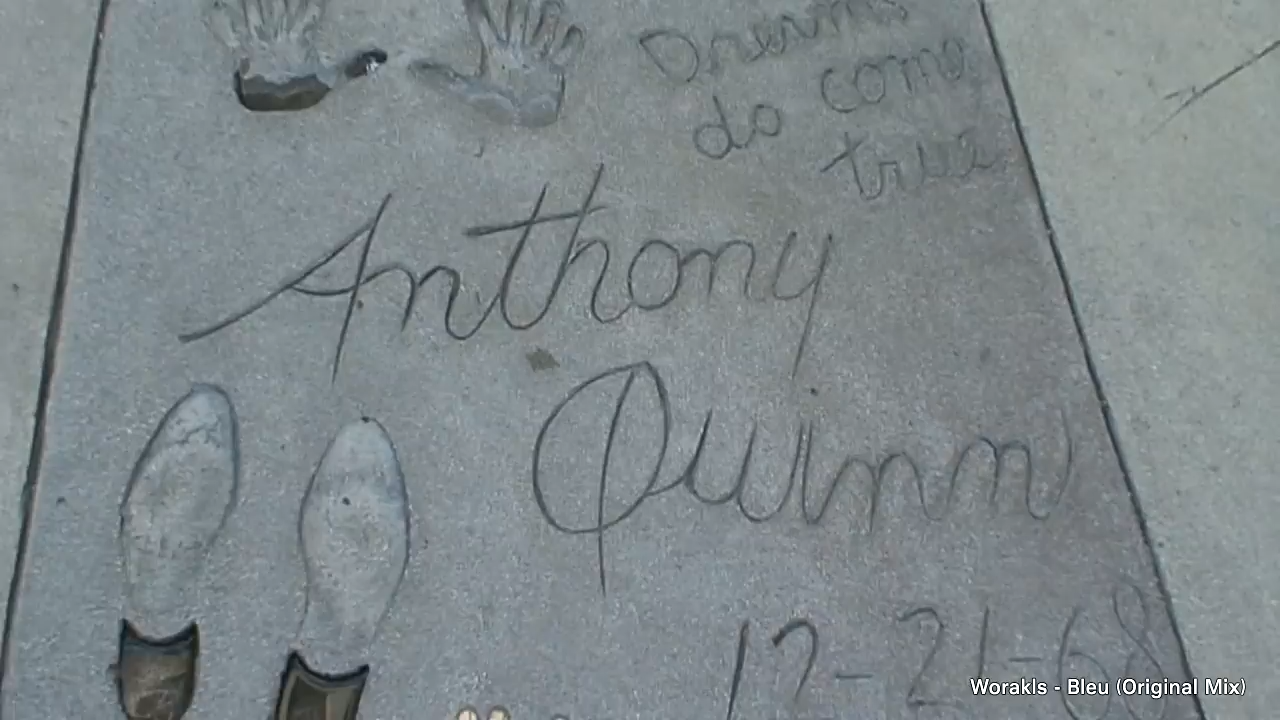 Dreams
do come
true
Anthony
Quinn
12-21-68
Worakls - Bleu (Original Mix)